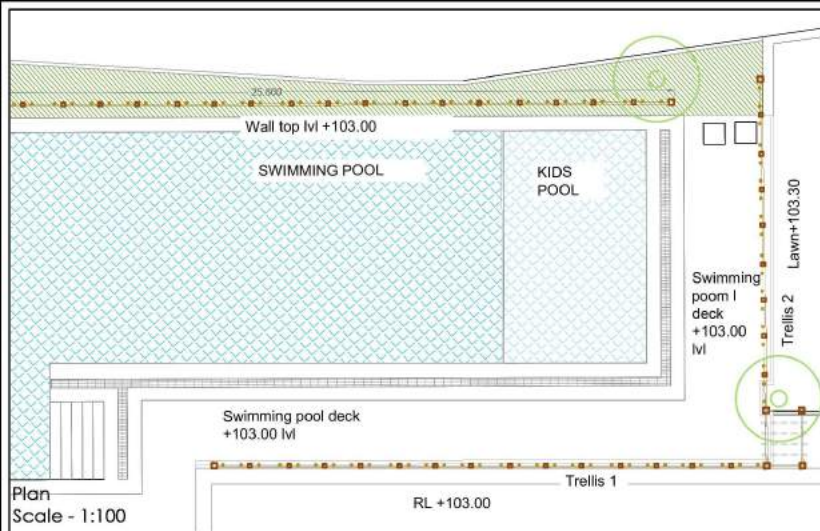 25.800
Wall top lvl +103.00
SWIMMING POOL
KIDS
POOL
Lawn+103.30
Swimming
poom l
deck
+103.00
lvl
Trellis 2
Swimming pool deck
+103.00 lvl
Trellis 1
Plan
RL +103.00
Scale - 1:100